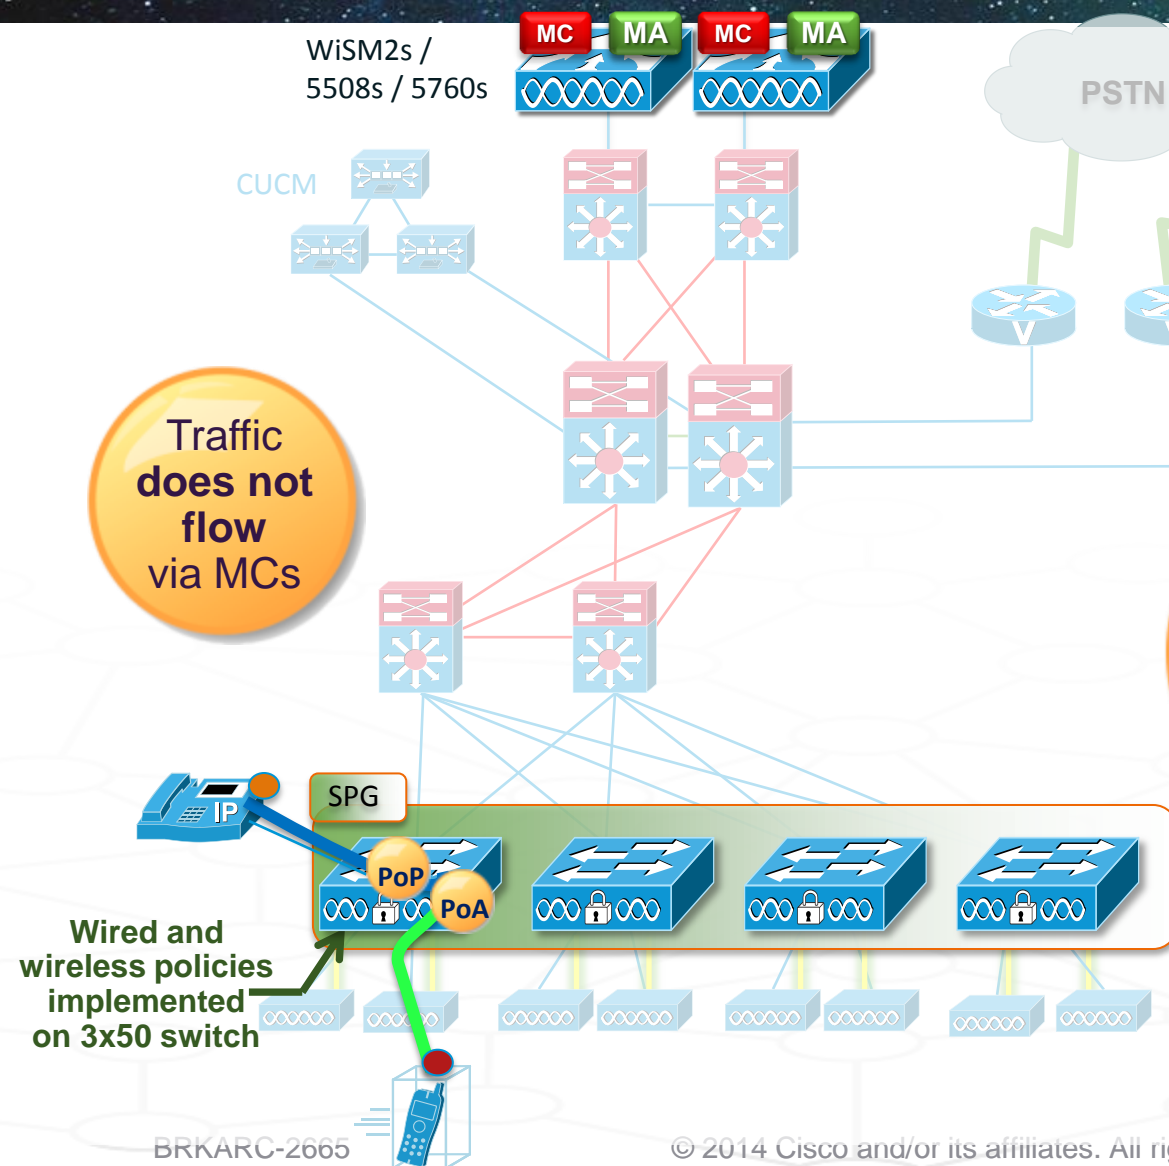 MC MA MC MA
WiSM2s /
5508s / 5760s
PSTN
CUCM
V
Traffic
does not
flow
via MCs
SPG
IP
PoP
PoA
Wired and
wireless policies
implemented
on 3x50 switch
BRKARC-2665
© 2014 Cisco and/or its affiliates. All